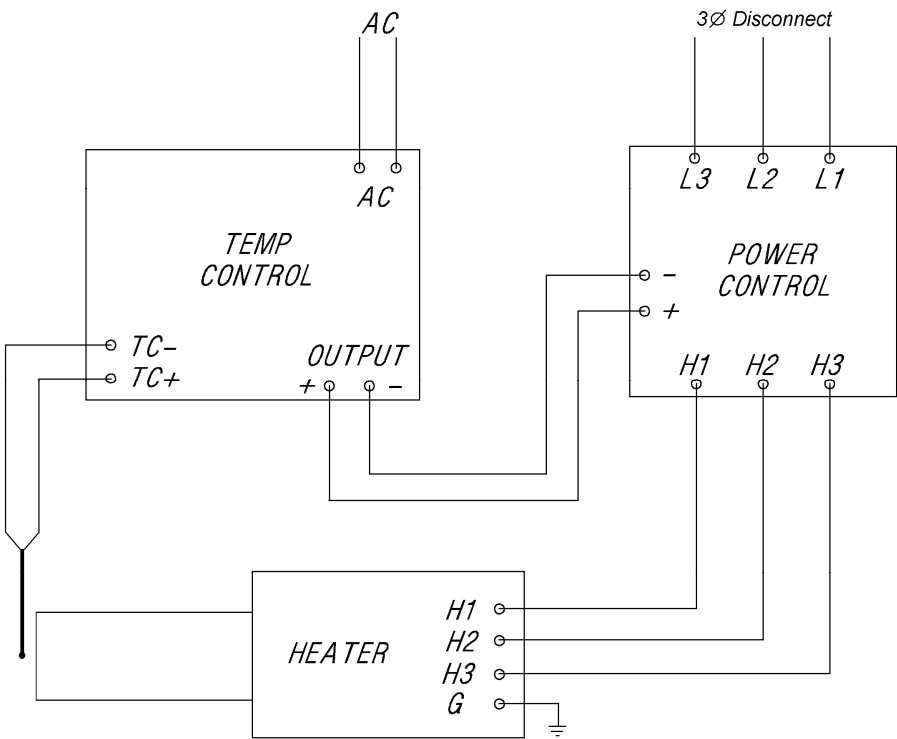 AC
3∅ Disconnect
AC
L3 L2 L1
TEMP
CONTROL
POWER
CONTROL
-
+
TC-
TC+
OUTPUT
+ -
H1 H2 H3
HEATER
H1
H2
H3
G